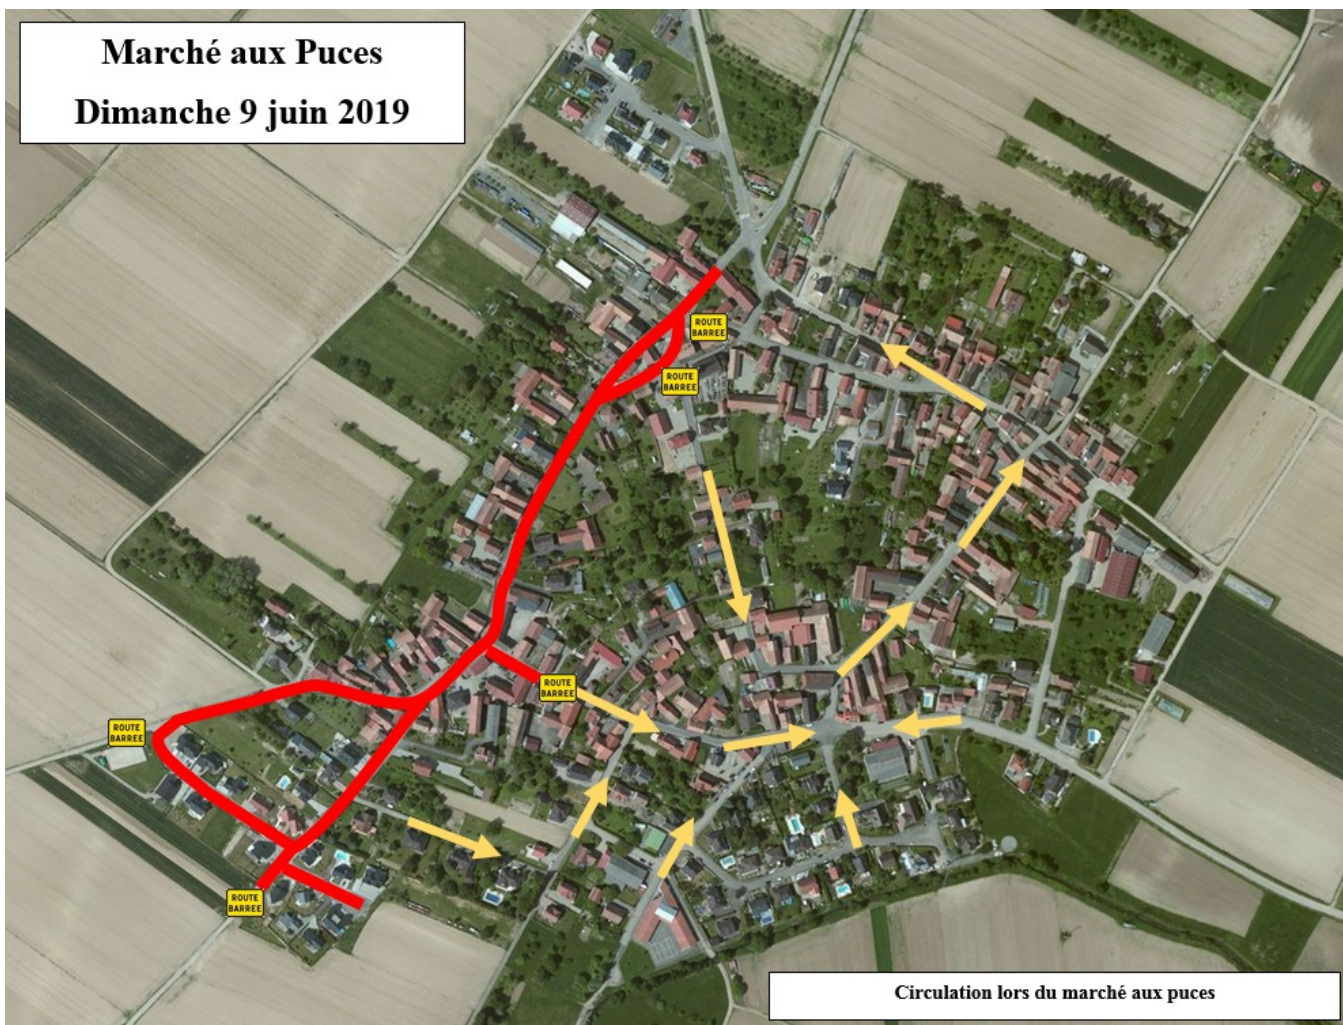 Marché aux Puces
Dimanche 9 juin 2019
ROUTE
BARREE
ROUTE
BARREE
ROUTE
BARREE
ROUTE
BARREE
ROUTE
BARREE
Circulation lors du marché aux puces